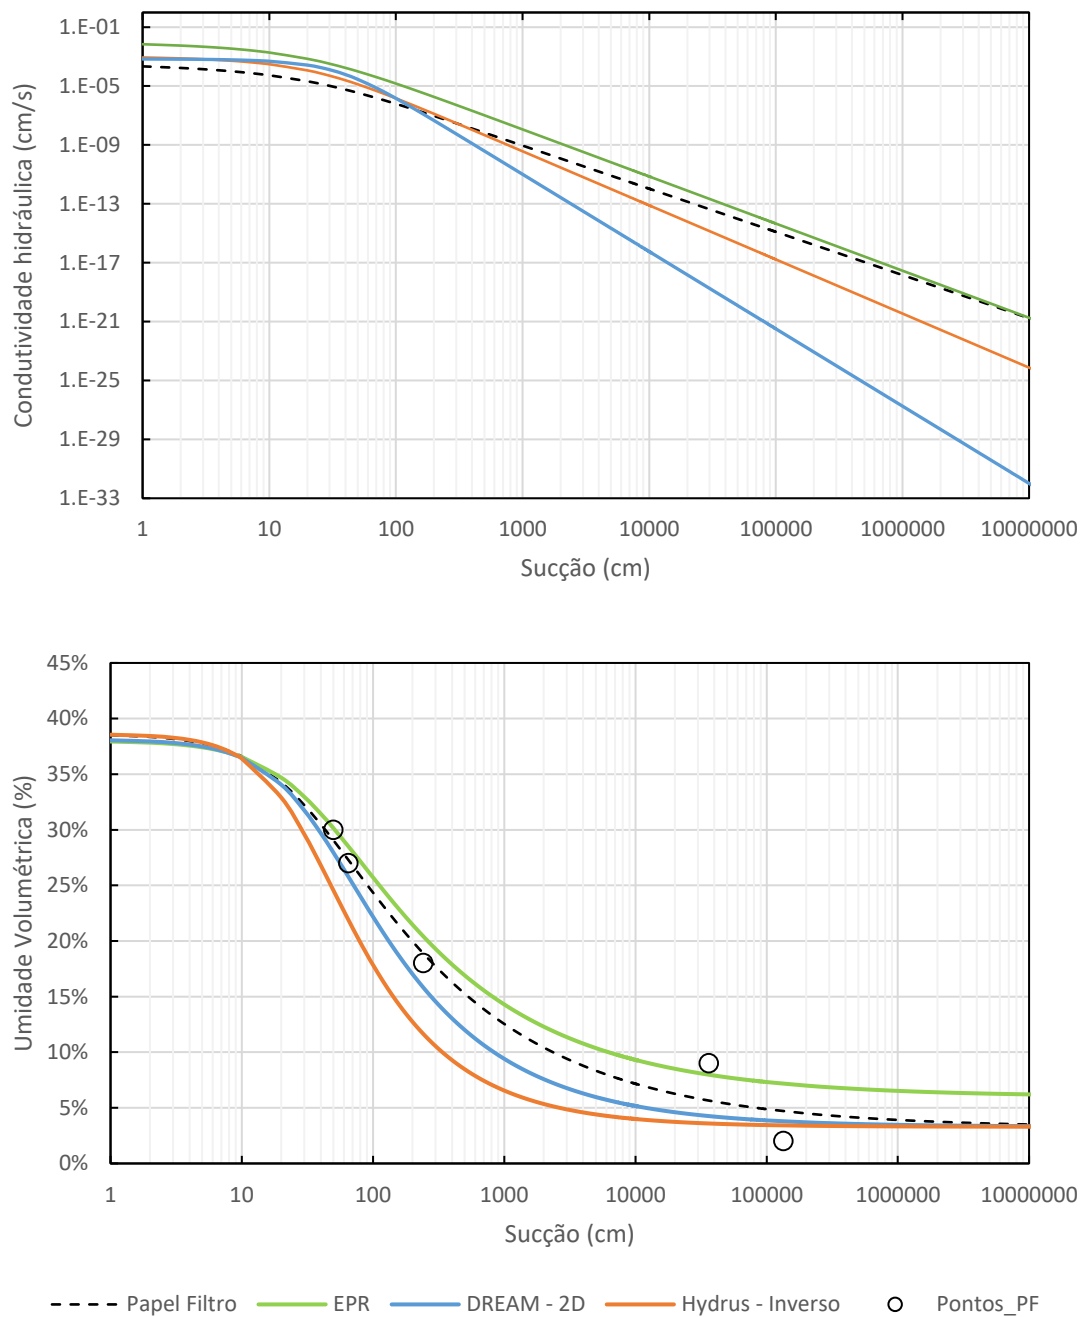 1.E-01
1.E-05
1.E-09
1.E-13
1.E-17
1.E-21
1.E-25
1.E-29
1.E-33
Condutividade hidráulica (cm/s)
1 10 100 1000 10000 100000 1000000 10000000
Sucção (cm)
45%
40%
35%
30%
25%
20%
15%
10%
5%
0%
Umidade Volumétrica (%)
1 10 100 1000 10000 100000 1000000 10000000
Sucção (cm)
Papel Filtro EPR DREAM - 2D Hydrus - Inverso Pontos_PF